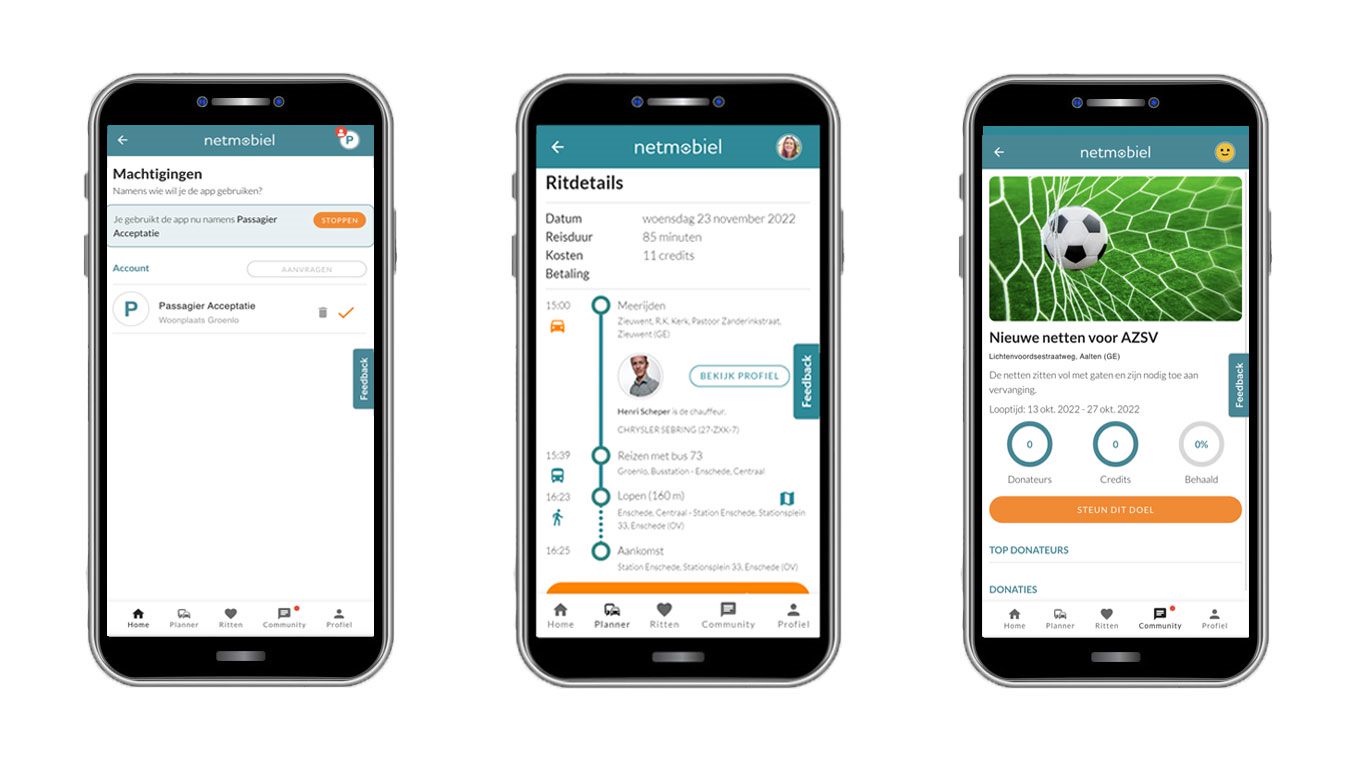 netmobiel
P
Machtigingen
Namens wie wil je de app gebruiken?
Je gebruikt de app nu namens Passagier
Acceptatie
STOPPEN
Account
AANVRAGEN
P
Passagier Acceptatie
Woonplaats Groenlo
Feedback
Home Planner Ritten Community Profiel
netmobiel
Ritdetails
Datum woensdag 23 november 2022
Reisduur 85 minuten
Kosten 11 credits
Betaling
15:00 Meerijden
Zieuwent, R.K. Kerk, Pastoor Zanderinkstraat,
Zieuwent (GE)
BEKIJK PROFIEL
Henri Scheper is de chauffeur.
CHRYSLER SEBRING (27-ZXK-7)
Feedback
15:39 Reizen met bus 73
Groenlo, Busstation - Enschede, Centraal
16:23 Lopen (160 m)
Enschede, Centraal - Station Enschede, Stationsplein
33, Enschede (OV)
16:25 Aankomst
Station Enschede, Stationsplein 33, Enschede (OV)
Home Planner Ritten Community Profiel
netmobiel
Nieuwe netten voor AZSV
Lichtenvoordsestraatweg, Aalten (GE)
De netten zitten vol met gaten en zijn nodig toe aan
vervanging.
Looptijd: 13 okt. 2022 - 27 okt. 2022
Feedback
0 0 0%
Donateurs Credits Behaald
STEUN DIT DOEL
TOP DONATEURS
DONATIES
Home Planner Ritten Community Profiel